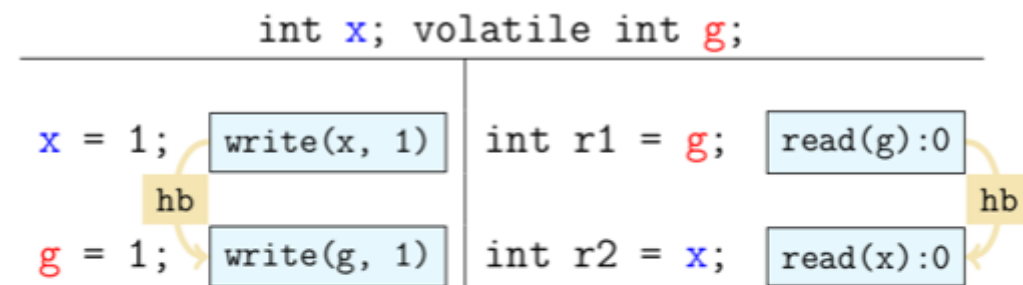 int x; volatile int g;
x = 1; write(x, 1) int r1 = g; read(g):0
hb hb
g = 1; write(g, 1) int r2 = x; read(x):0